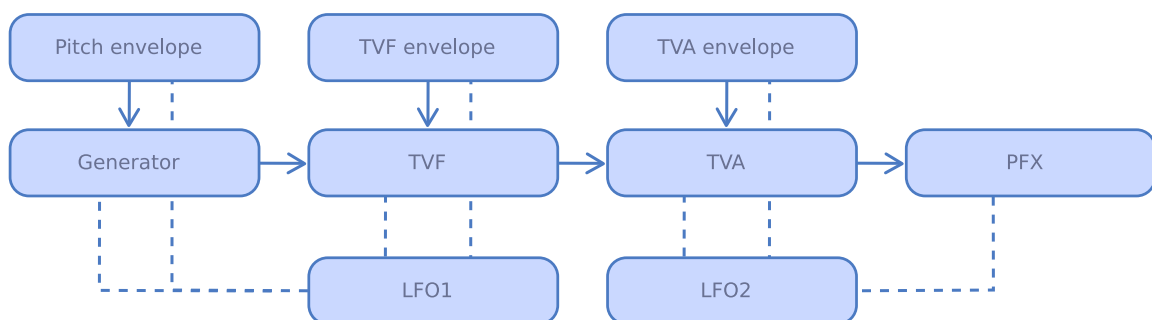 Pitch envelope
TVF envelope
TVA envelope
Generator
TVF
TVA
PFX
LFO1
LFO2